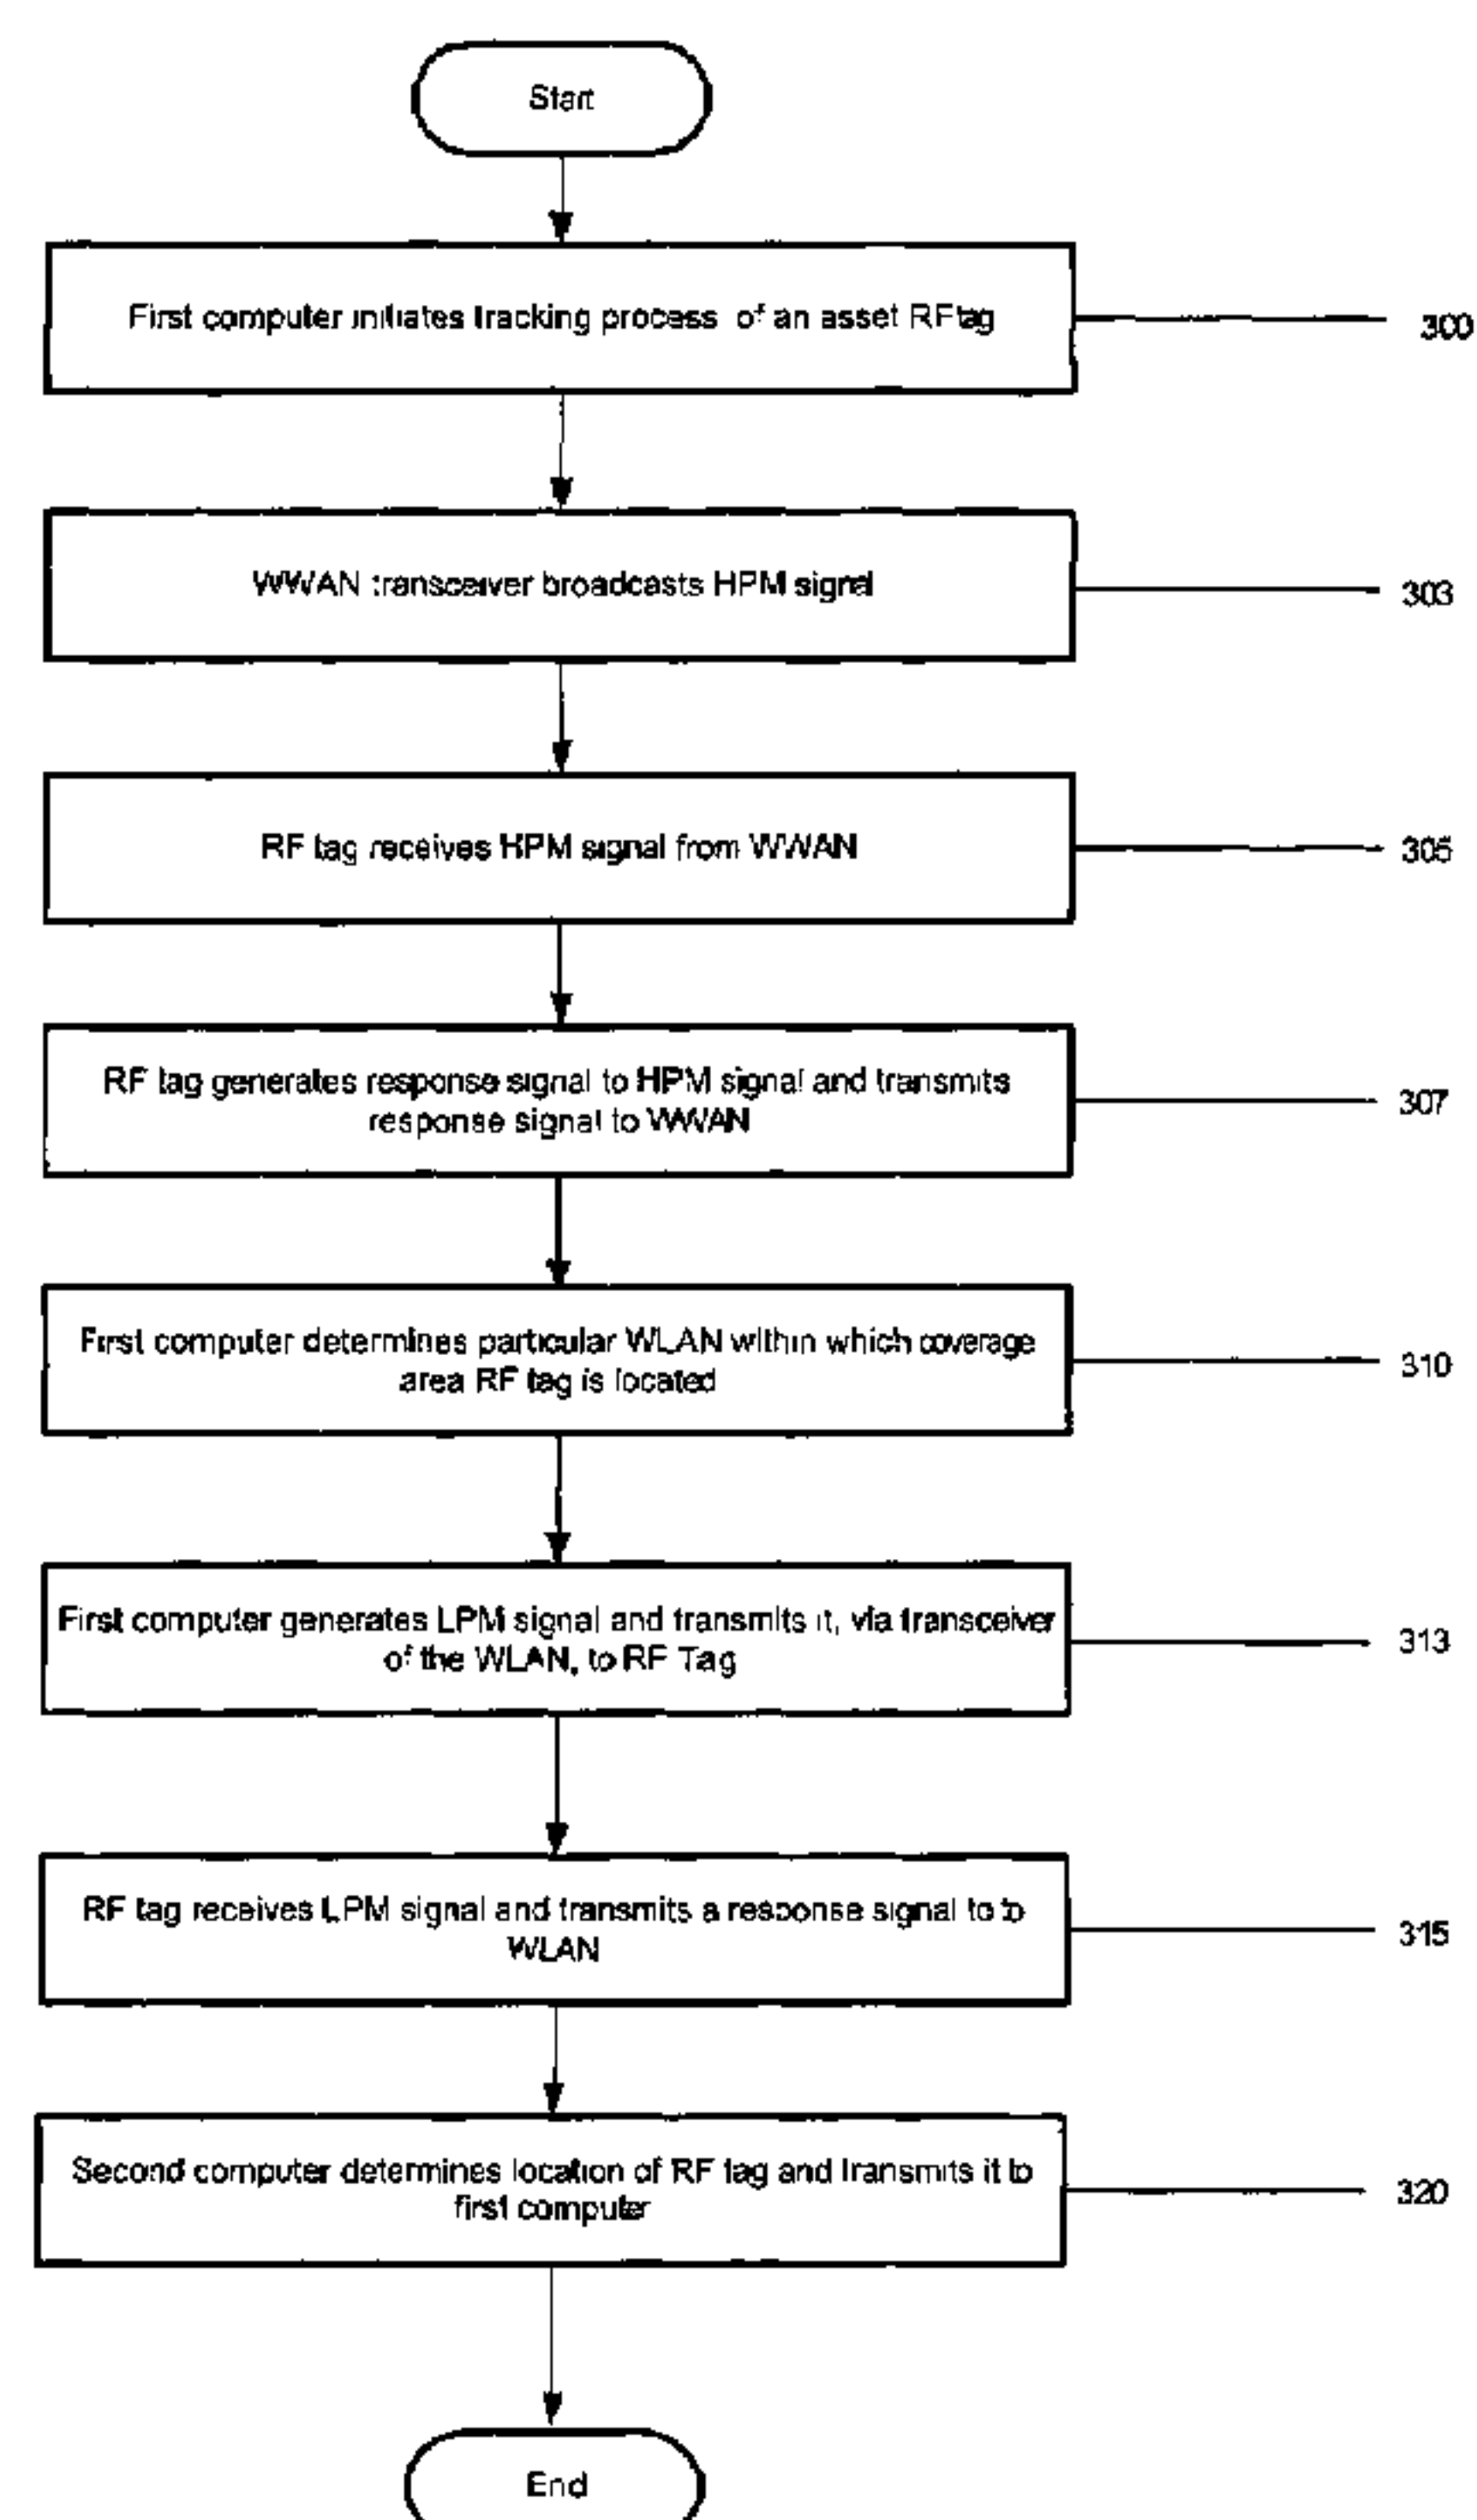 Start
First computer initiates tracking process of an asset RF tag
300
WWAN transceiver broadcasts HPM signal
303
RF tag receives HPM signal from WWAN
305
RF tag generates response signal to HPM signal and transmits
response signal to WWAN
307
First computer determines particular WLAN within which coverage
area RF tag is located
310
First computer generates LPM signal and transmits it, via transceiver
of the WLAN, to RF Tag
313
RF tag receives LPM signal and transmits a response signal to to
WLAN
315
Second computer determines location of RF tag and transmits it to
first computer
320
End